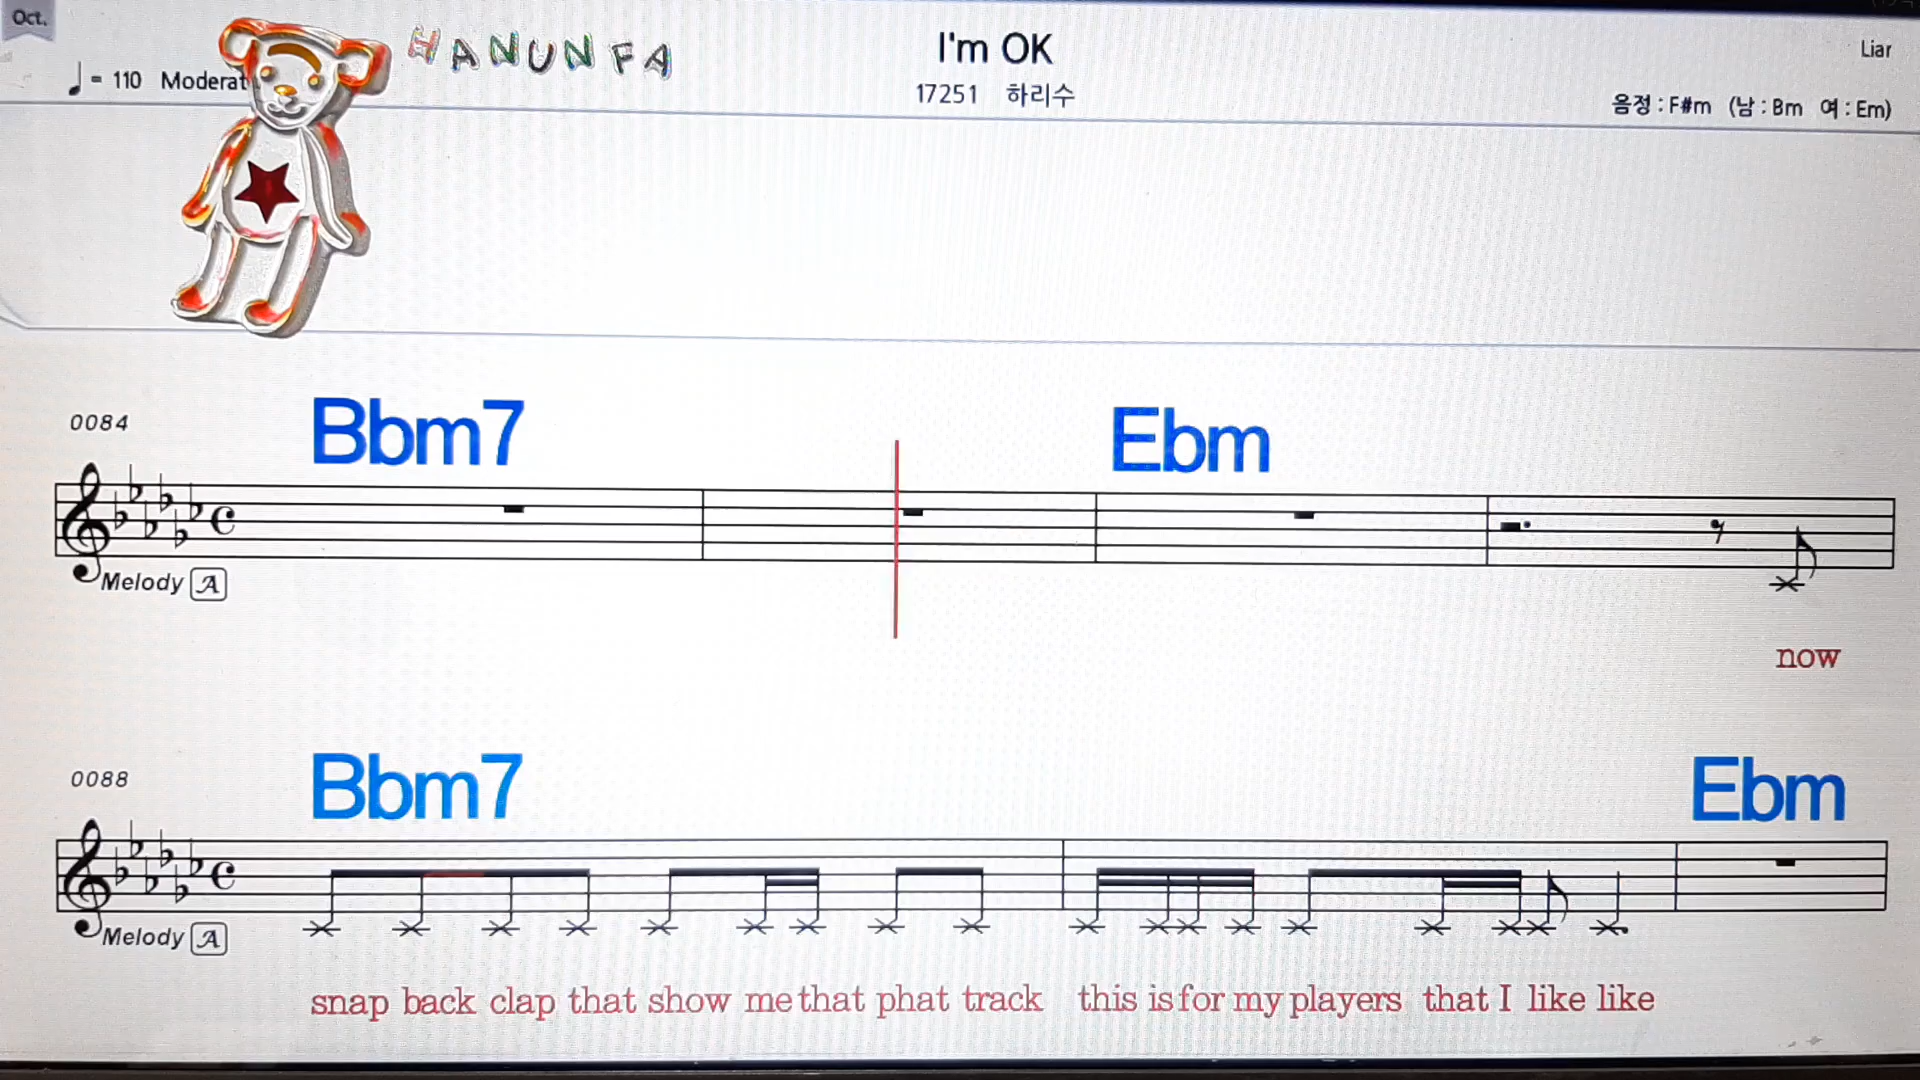 Oct.
HANUNFA
I'm OK
Liar
♩ = 110 Moderat
17251 하리수
음정 : F#m (남 : Bm 여 : Em)
0084
Bbm7 Ebm
Melody A
now
0088
Bbm7 Ebm
Melody A
snap back clap that show me that phat track this is for my players that I like like